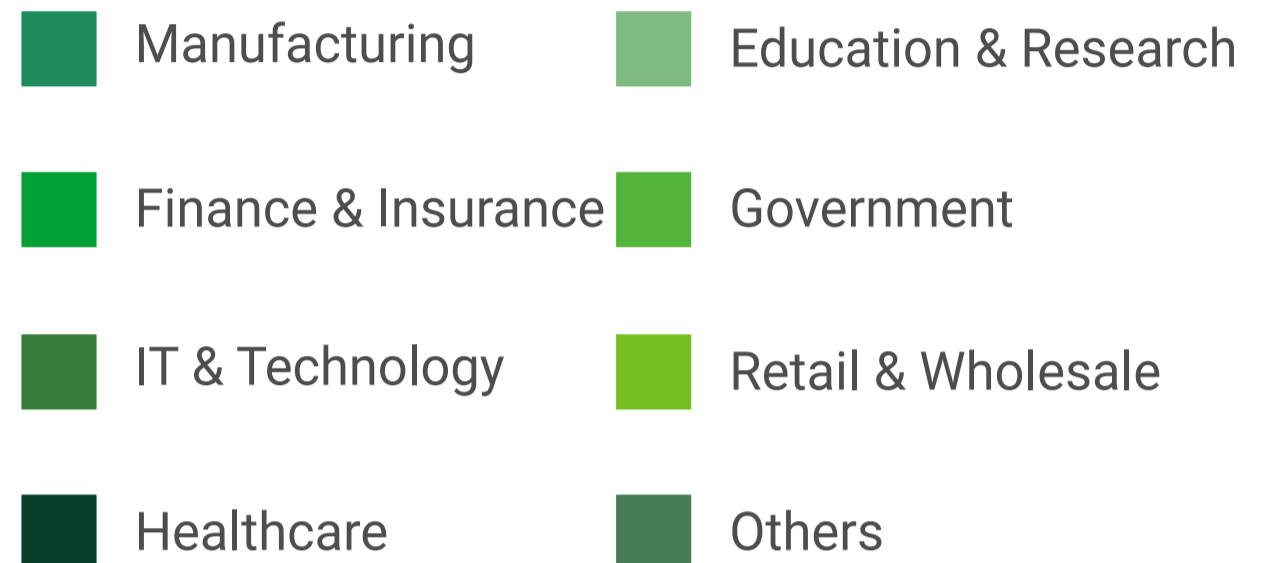 Manufacturing
Education & Research
Finance & Insurance
Government
IT & Technology
Retail & Wholesale
Healthcare
Others